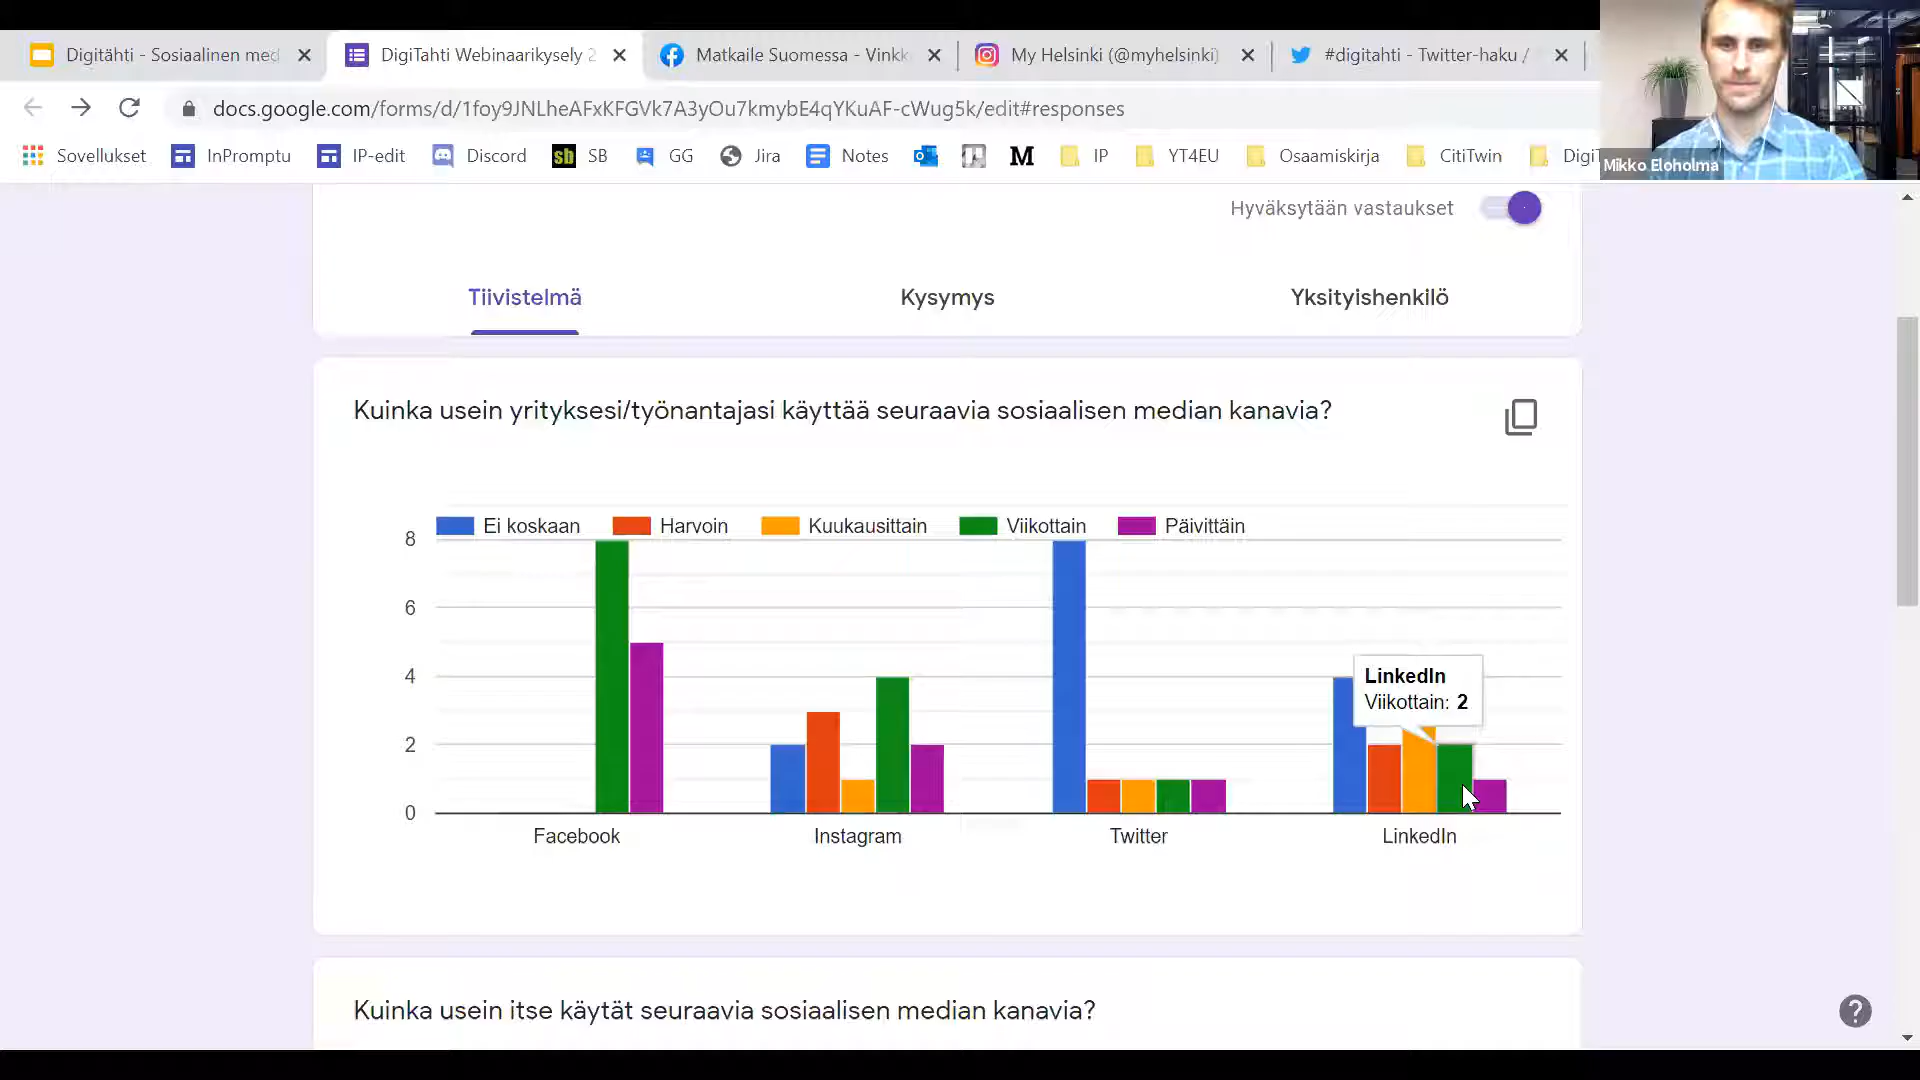 Digitähti - Sosiaalinen med
DigiTahti Webinaarikysely 2
Matkaile Suomessa - Vinkk
My Helsinki (@myhelsinki)
#digitahti - Twitter-haku /
docs.google.com/forms/d/1foy9JNLheAFxKFGVk7A3yOu7kmybE4qYKuAF-cWug5k/edit#responses
Sovellukset
InPromptu
IP-edit
Discord
sb SB
GG
Jira
Notes
M
IP
YT4EU
Osaamiskirja
CitiTwin
DigiT
Mikko Eloholma
Hyväksytään vastaukset
Tiivistelmä
Kysymys
Yksityishenkilö
Kuinka usein yrityksesi/työnantajasi käyttää seuraavia sosiaalisen median kanavia?
Ei koskaan
Harvoin
Kuukausittain
Viikottain
Päivittäin
8
6
4
2
0
LinkedIn
Viikottain: 2
Facebook
Instagram
Twitter
LinkedIn
Kuinka usein itse käytät seuraavia sosiaalisen median kanavia?